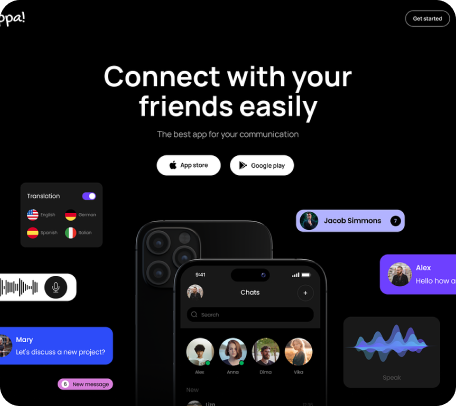 ppa!
Get started
Connect with your
friends easily
The best app for your communication
App store
Google play
Translation
English
German
Spanish
Italian
Jacob Simmons
7
9:41
Chats
+
Search
Alex
Anna
Dima
Vika
Now
Alex
Hello how a
Mary
Let's discuss a new project?
New message
Speak